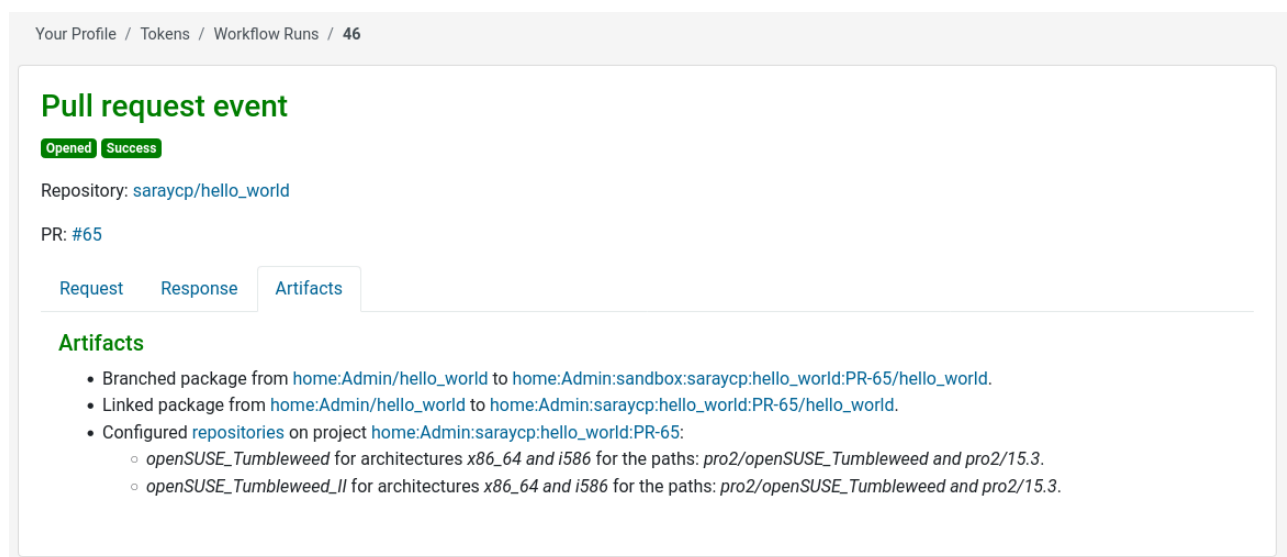 Your Profile / Tokens / Workflow Runs / 46
Pull request event
Opened Success
Repository: saraycp/hello_world
PR: #65
Request Response Artifacts
Artifacts
• Branched package from home:Admin/hello_world to home:Admin:sandbox:saraycp:hello_world:PR-65/hello_world.
• Linked package from home:Admin/hello_world to home:Admin:saraycp:hello_world:PR-65/hello_world.
• Configured repositories on project home:Admin:saraycp:hello_world:PR-65:
◦ openSUSE_Tumbleweed for architectures x86_64 and i586 for the paths: pro2/openSUSE_Tumbleweed and pro2/15.3.
◦ openSUSE_Tumbleweed_II for architectures x86_64 and i586 for the paths: pro2/openSUSE_Tumbleweed and pro2/15.3.